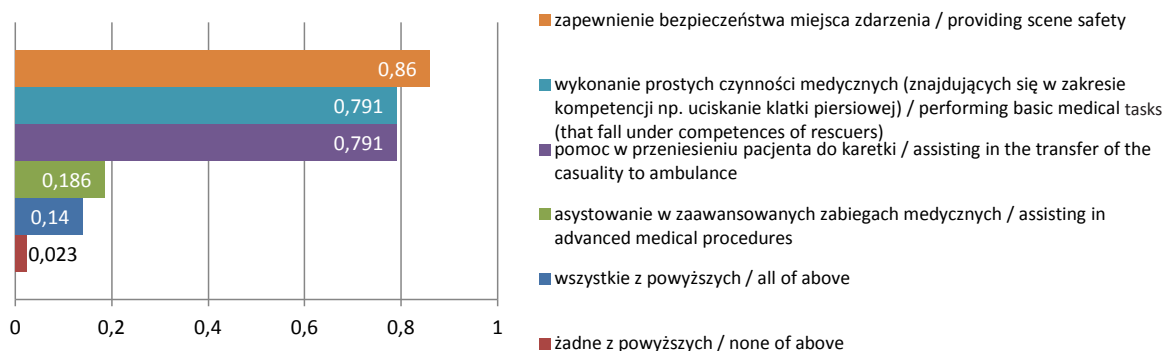 0,86
0,791
0,791
0,186
0,14
0,023
0 0,2 0,4 0,6 0,8 1
zapewnienie bezpieczeństwa miejsca zdarzenia / providing scene safety
wykonanie prostych czynności medycznych (znajdujących się w zakresie
kompetencji np. uciskanie klatki piersiowej) / performing basic medical tasks
(that fall under competences of rescuers)
pomoc w przeniesieniu pacjenta do karetki / assisting in the transfer of the
casuality to ambulance
asystowanie w zaawansowanych zabiegach medycznych / assisting in
advanced medical procedures
wszystkie z powyższych / all of above
żadne z powyższych / none of above